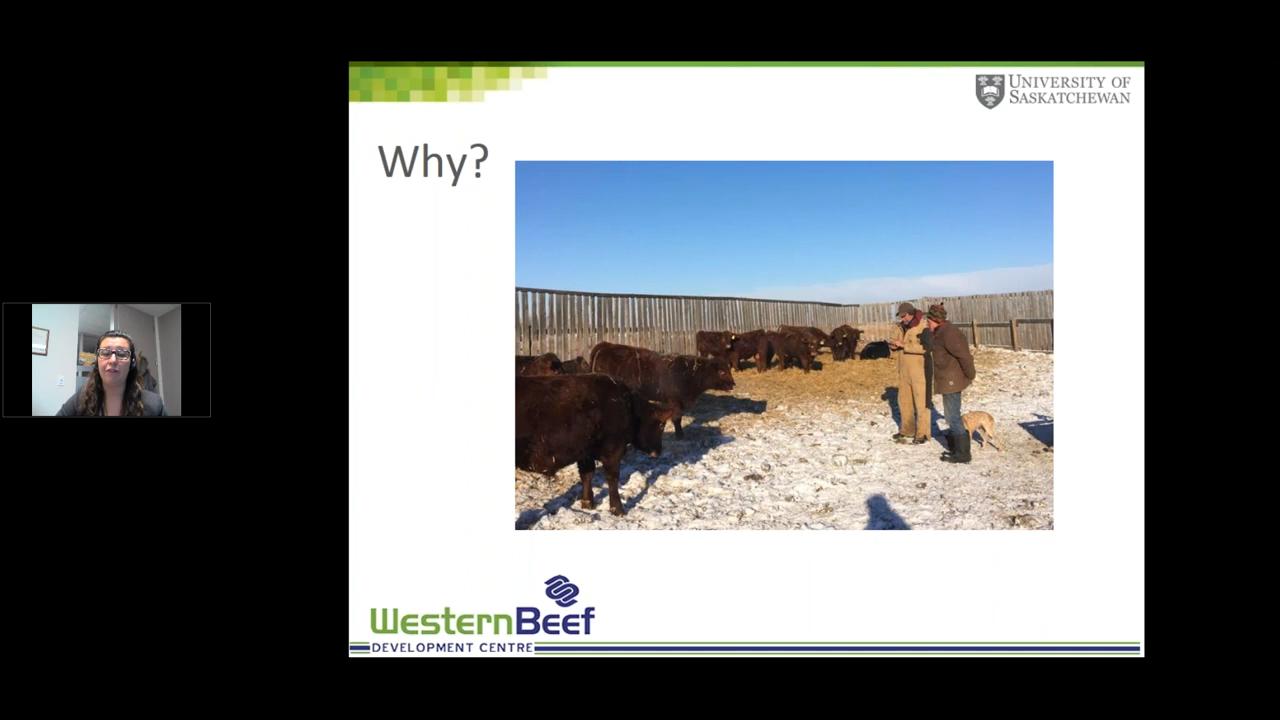 UNIVERSITY OF
SASKATCHEWAN
Why?
WesternBeef
DEVELOPMENT CENTRE